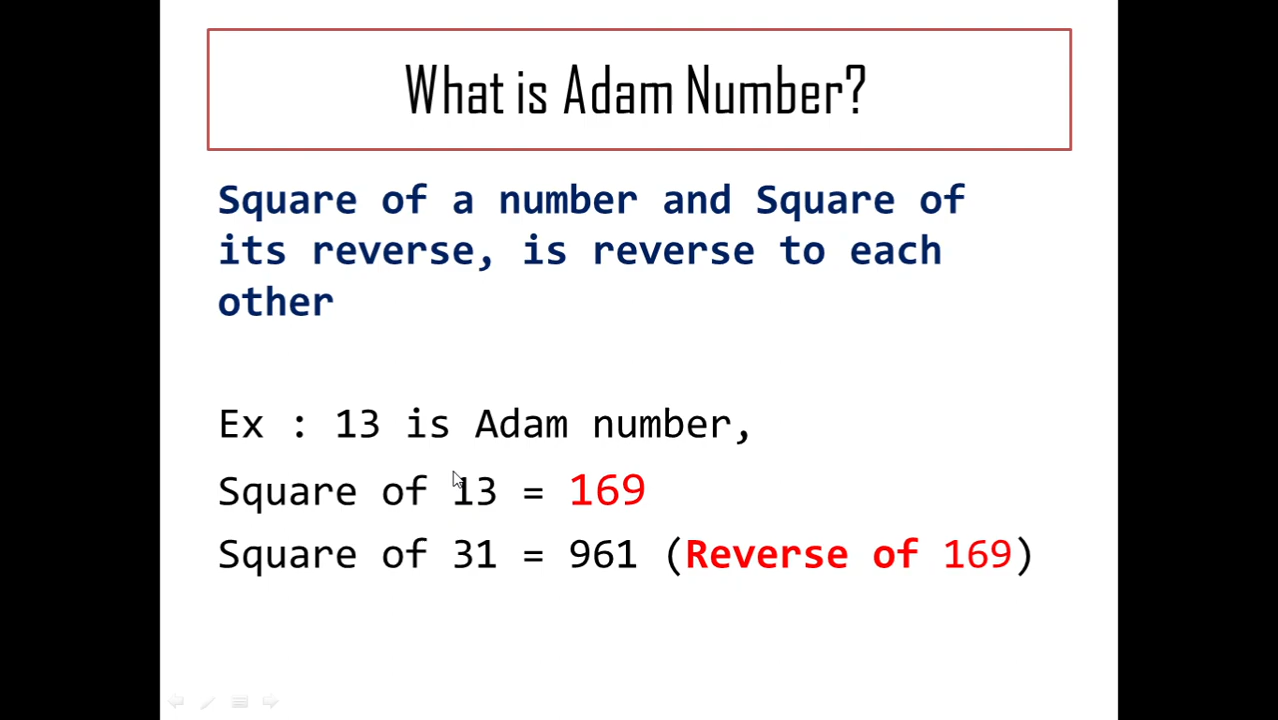 What is Adam Number?
Square of a number and Square of
its reverse, is reverse to each
other
Ex : 13 is Adam number,
Square of 13 = 169
Square of 31 = 961 (Reverse of 169)